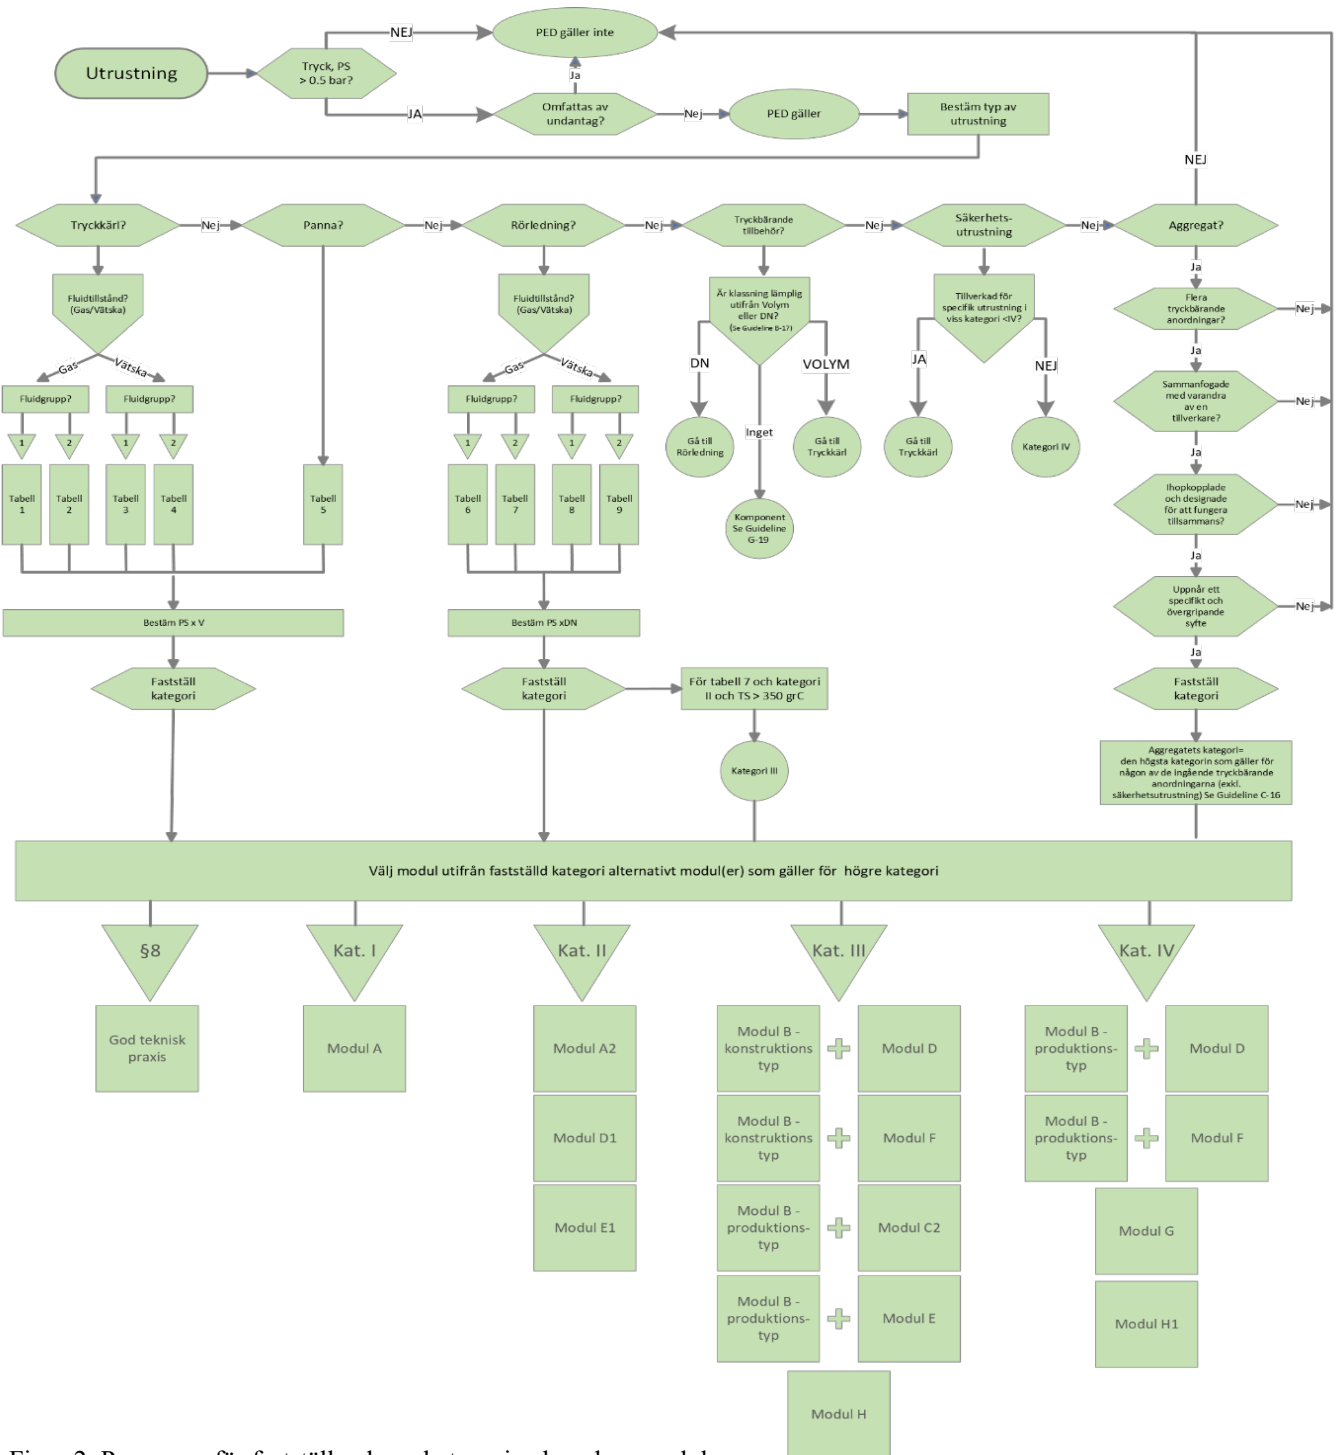 NEJ
PED gäller inte
Utrustning
Tryck, PS
> 0.5 bar?
Ja
JA
Omfattas av
undantag?
Nej
PED gäller
Bestäm typ av
utrustning
NEJ
Tryckkärl?
Nej
Panna?
Nej
Rörledning?
Nej
Tryckbärande
tillbehör?
Nej
Säkerhets-
utrustning
Nej
Aggregat?
Ja
Fluidtillstånd?
(Gas/Vätska)
Fluidtillstånd?
(Gas/Vätska)
Är klassning lämplig
utifrån Volym
eller DN?
(Se Guideline B-17)
Tillverkad för
specifik utrustning i
viss kategori <IV?
Flera
tryckbärande
anordningar?
Nej
Ja
Gas
Vätska
Gas
Vätska
DN
VOLYM
JA
NEJ
Fluidgrupp?
Fluidgrupp?
Fluidgrupp?
Fluidgrupp?
Sammanfogade
med varandra
av en
tillverkare?
Nej
Ja
1
2
1
2
1
2
1
2
Inget
Gå till
Rörledning
Gå till
Tryckkärl
Gå till
Tryckkärl
Kategori IV
Tabell
1
Tabell
2
Tabell
3
Tabell
4
Tabell
5
Tabell
6
Tabell
7
Tabell
8
Tabell
9
Komponent
Se Guideline
G-19
Ihopkopplade
och designade
för att fungera
tillsammans?
Nej
Ja
Uppnår ett
specifikt och
övergripande
syfte
Nej
Ja
Bestäm PS x V
Bestäm PS xDN
Fastställ
kategori
Fastställ
kategori
För tabell 7 och kategori
II och TS > 350 grC
Fastställ
kategori
Kategori III
Aggregatets kategori=
den högsta kategorin som gäller för
någon av de ingående tryckbärande
anordningarna (exkl.
säkerhetsutrustning) Se Guideline C-16
Välj modul utifrån fastställd kategori alternativt modul(er) som gäller för högre kategori
§8
Kat. I
Kat. II
Kat. III
Kat. IV
God teknisk
praxis
Modul A
Modul A2
Modul B -
konstruktions
typ
Modul D
Modul B -
produktions-
typ
Modul D
Modul D1
Modul B -
konstruktions
typ
Modul F
Modul B -
produktions-
typ
Modul F
Modul E1
Modul B -
produktions-
typ
Modul C2
Modul G
Modul B -
produktions-
typ
Modul E
Modul H1
Modul H